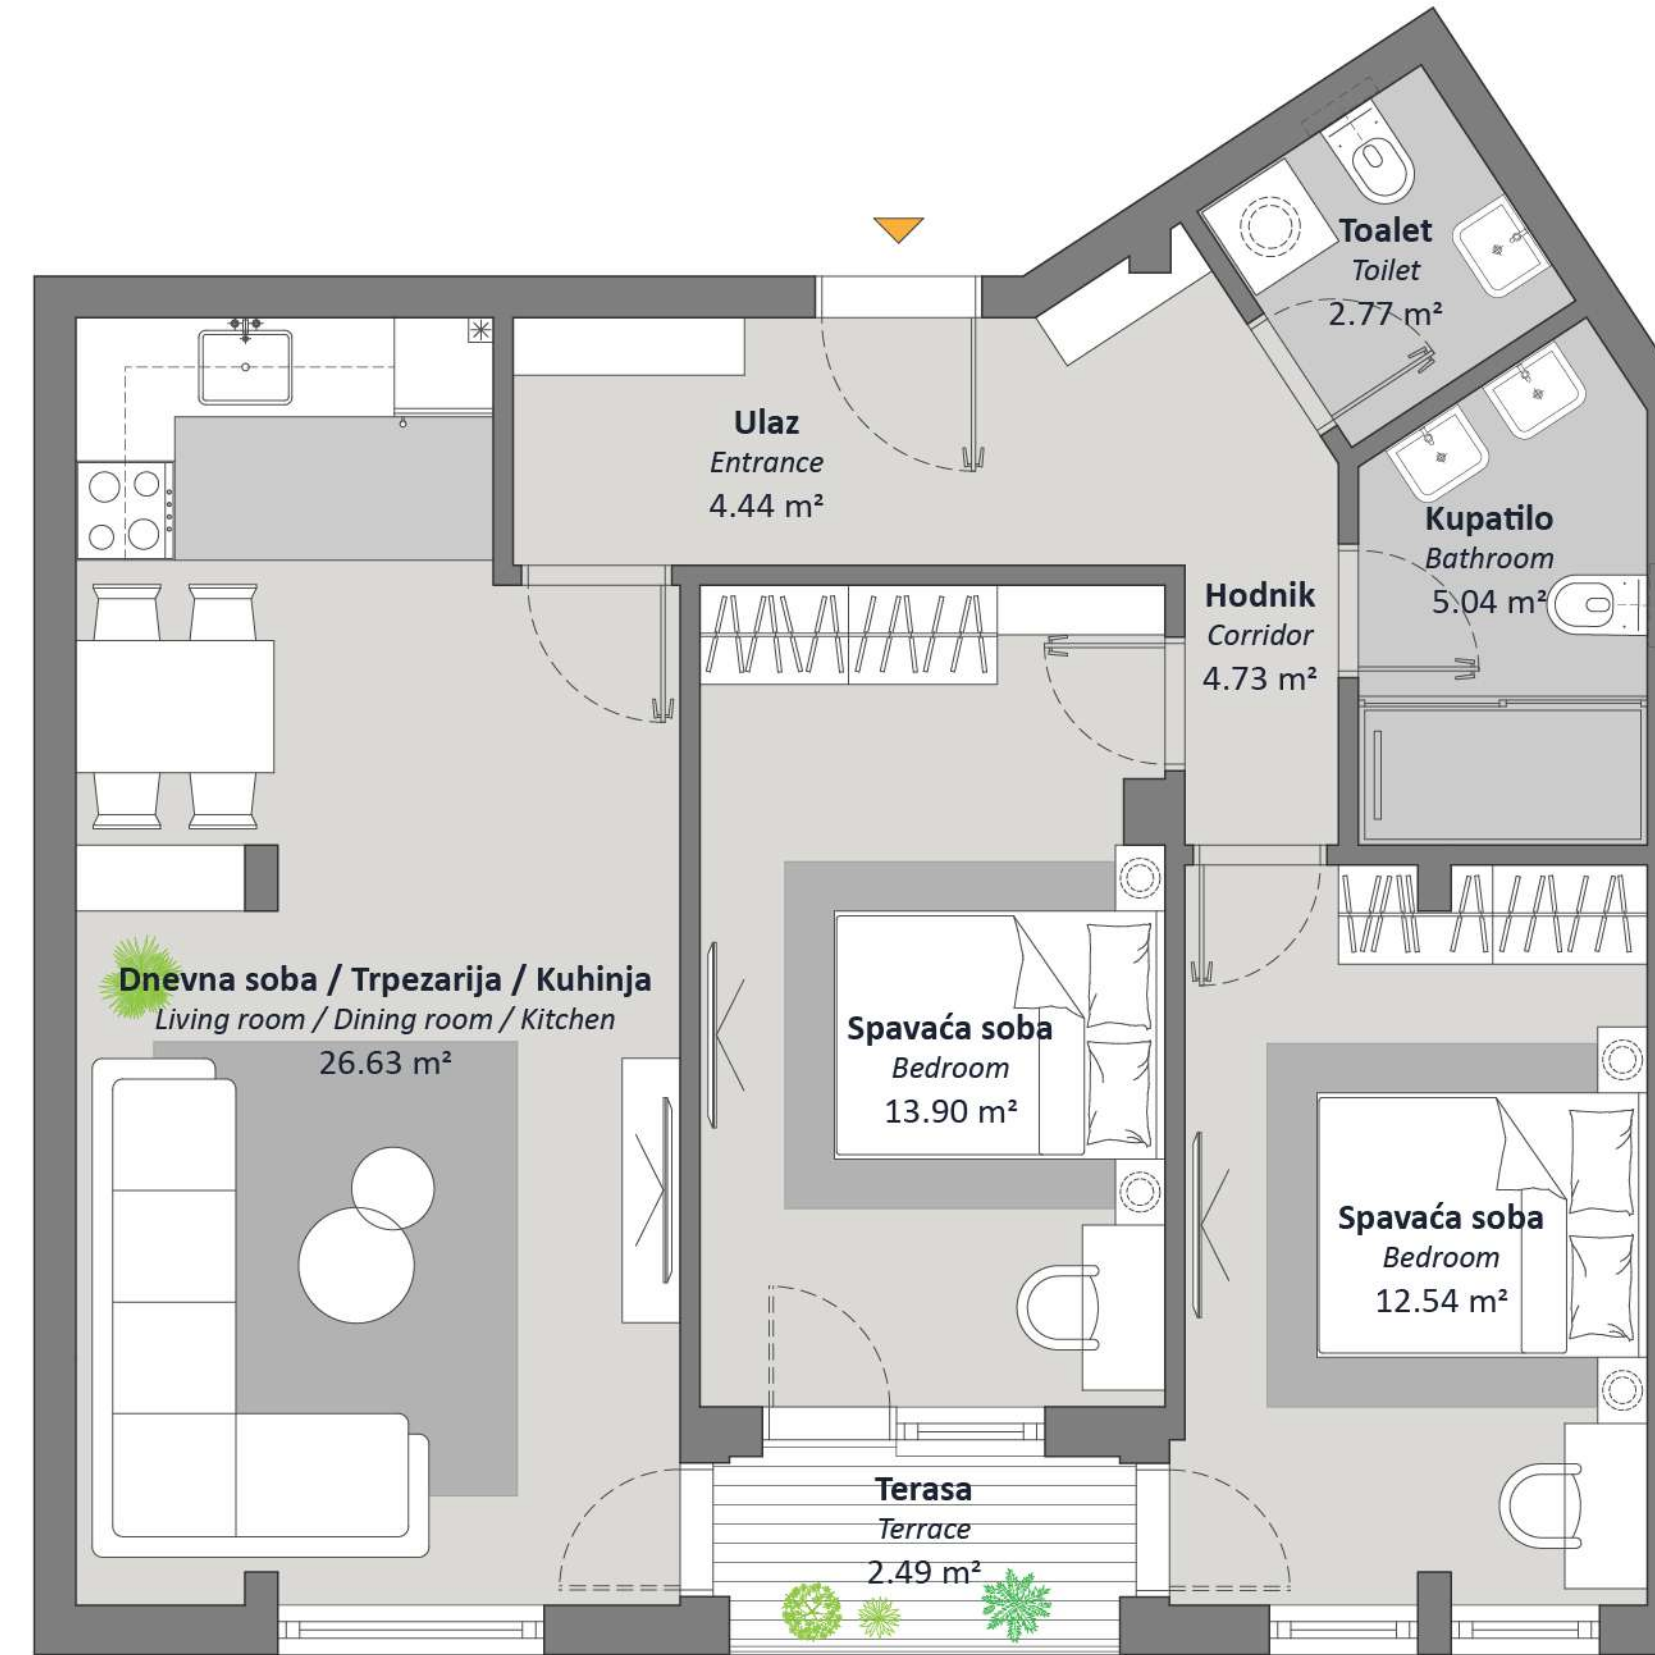 Toalet
Toilet
2.77 m²
Ulaz
Entrance
4.44 m²
Kupatilo
Bathroom
5.04 m²
Hodnik
Corridor
4.73 m²
Dnevna soba / Trpezarija / Kuhinja
Living room / Dining room / Kitchen
26.63 m²
Spavaća soba
Bedroom
13.90 m²
Spavaća soba
Bedroom
12.54 m²
Terasa
Terrace
2.49 m²